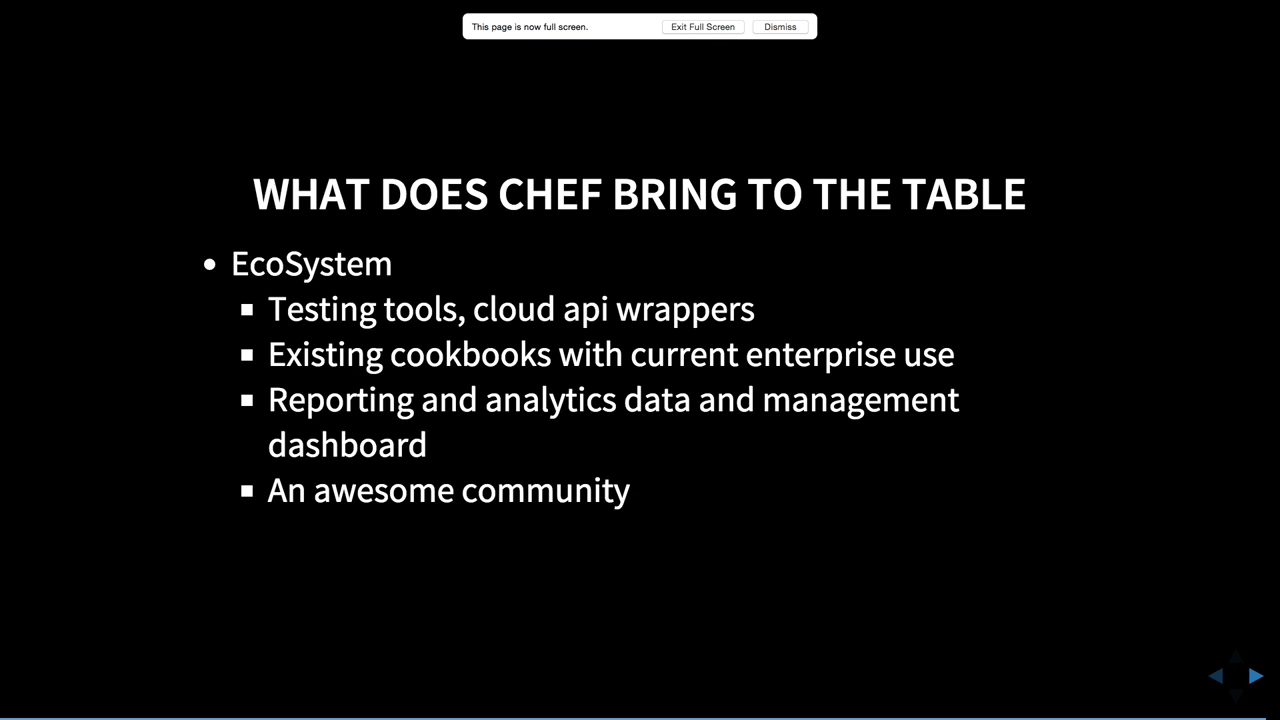 This page is now full screen. Exit Full Screen Dismiss
WHAT DOES CHEF BRING TO THE TABLE
• EcoSystem
▪ Testing tools, cloud api wrappers
▪ Existing cookbooks with current enterprise use
▪ Reporting and analytics data and management
dashboard
▪ An awesome community